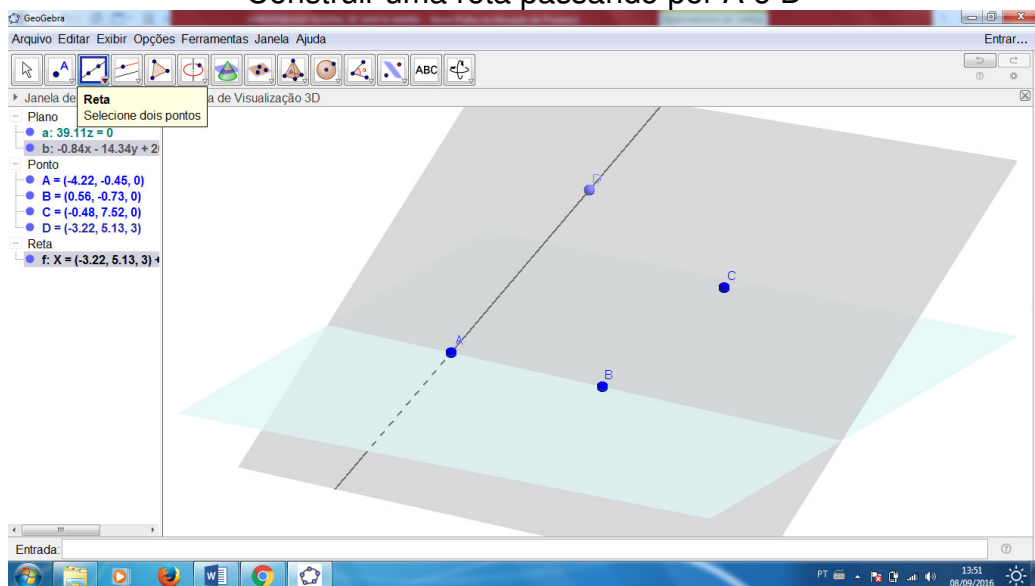 Construir uma reta passando por A e D
GeoGebra
Arquivo Editar Exibir Opções Ferramentas Janela Ajuda
Entrar...
A
ABC
Janela de
a de Visualização 3D
Reta
Selecione dois pontos
Plano
a: 39.11z = 0
b: -0.84x - 14.34y + 2
Ponto
A = (-4.22, -0.45, 0)
B = (0.56, -0.73, 0)
C = (-0.48, 7.52, 0)
D = (-3.22, 5.13, 3)
Reta
f: X = (-3.22, 5.13, 3) +
D
C
A
B
Entrada:
PT
13:51
08/09/2016